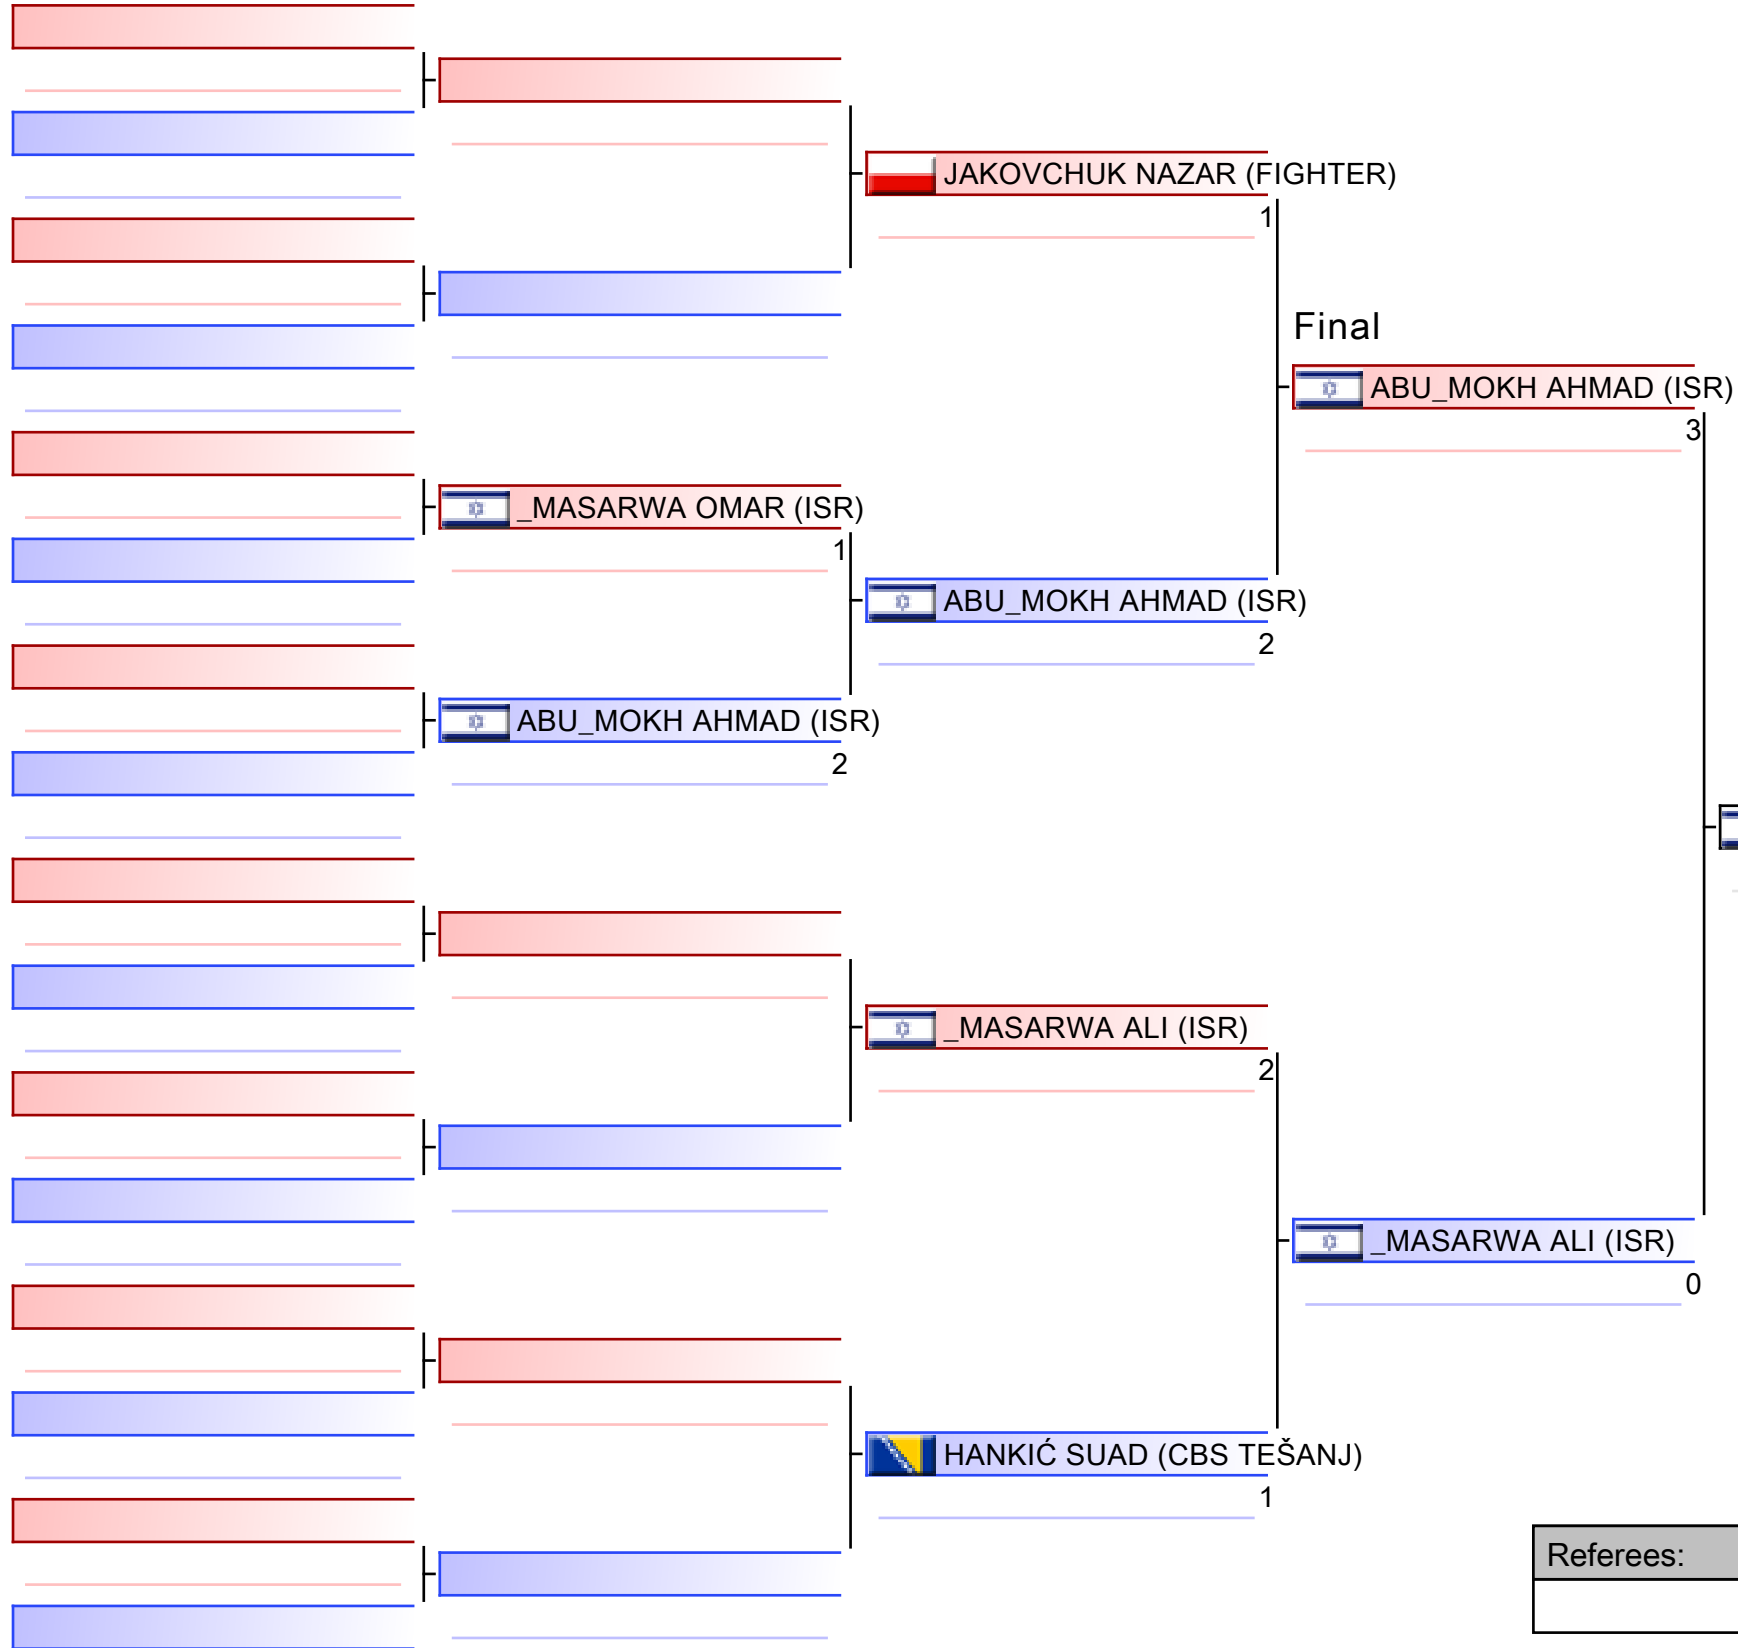 JAKOVCHUK NAZAR (FIGHTER)
1
Final
ABU_MOKH AHMAD (ISR)
3
_MASARWA OMAR (ISR)
1
ABU_MOKH AHMAD (ISR)
2
ABU_MOKH AHMAD (ISR)
2
_MASARWA ALI (ISR)
2
_MASARWA ALI (ISR)
0
HANKIĆ SUAD (CBS TEŠANJ)
1
Referees: